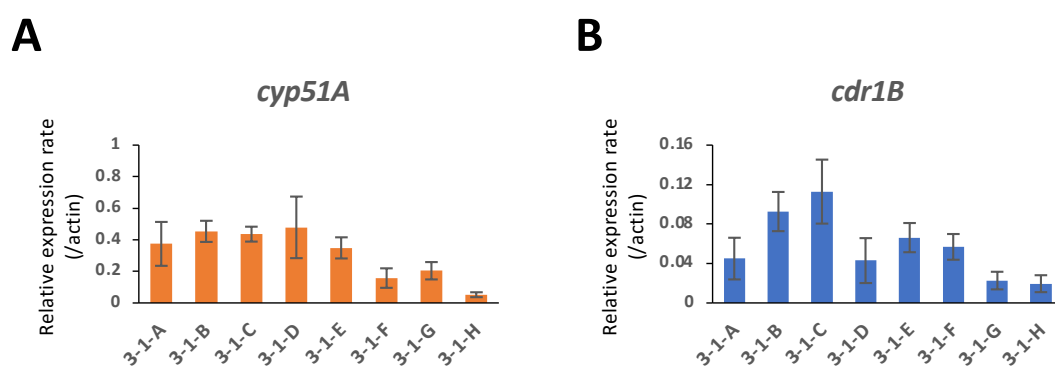 A
cyp51A
Relative expression rate
(/actin)
1
0.8
0.6
0.4
0.2
0
3-1-A
3-1-B
3-1-C
3-1-D
3-1-E
3-1-F
3-1-G
3-1-H
B
cdr1B
Relative expression rate
(/actin)
0.16
0.12
0.08
0.04
0
3-1-A
3-1-B
3-1-C
3-1-D
3-1-E
3-1-F
3-1-G
3-1-H